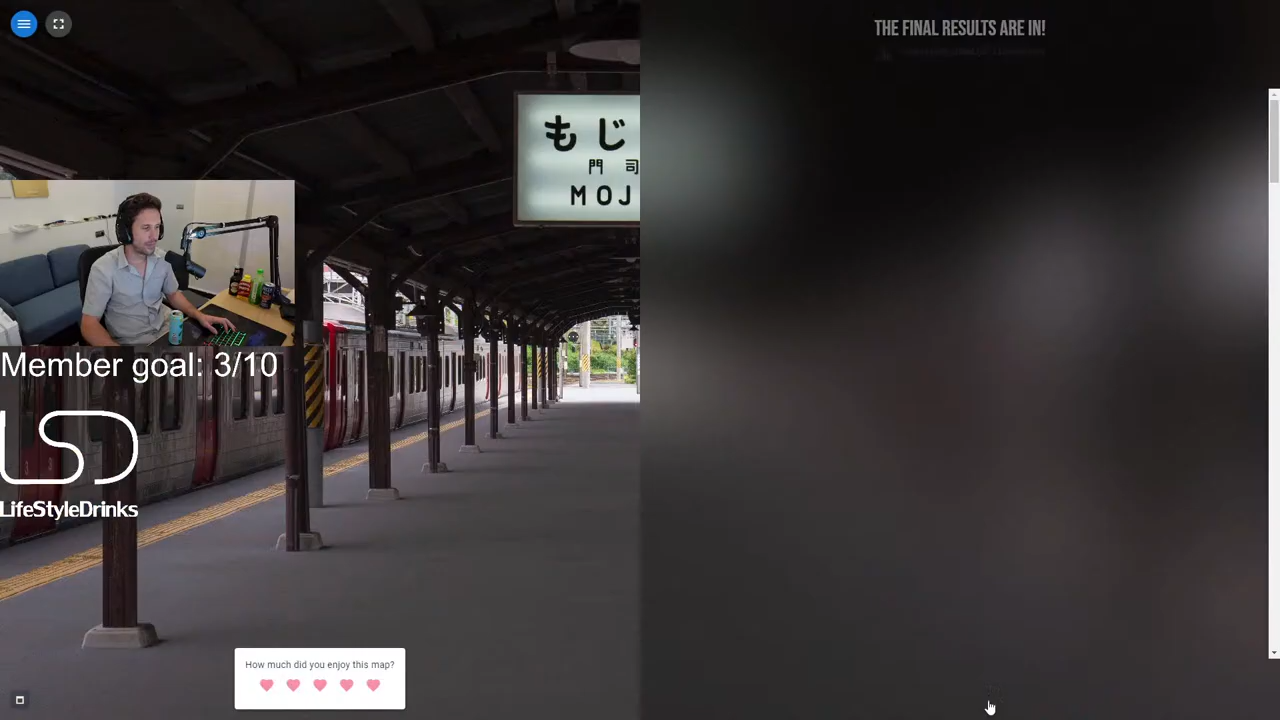 THE FINAL RESULTS ARE IN!
もじ
門 司
MOJ
Member goal: 3/10
LSD
LifeStyleDrinks
How much did you enjoy this map?